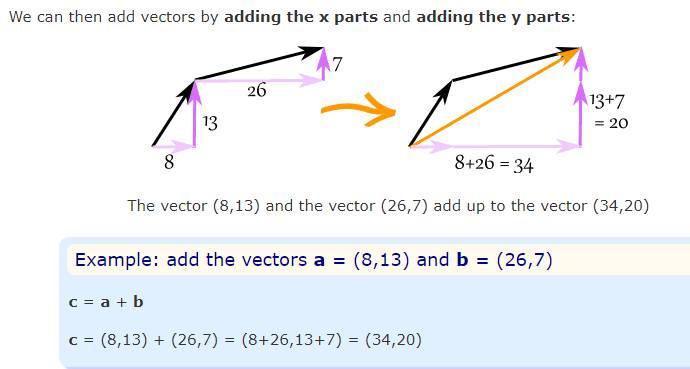 We can then add vectors by adding the x parts and adding the y parts:
7
26
13
8
13+7
= 20
8+26 = 34
The vector (8,13) and the vector (26,7) add up to the vector (34,20)
Example: add the vectors a = (8,13) and b = (26,7)
c = a + b
c = (8,13) + (26,7) = (8+26,13+7) = (34,20)